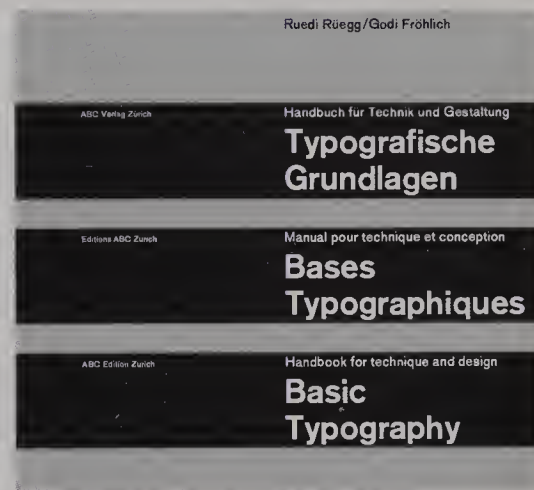 Ruedi Rüegg/Godi Fröhlich
ABC Verlag Zürich
Handbuch für Technik und Gestaltung
Typografische
Grundlagen
Editions ABC Zurich
Manual pour technique et conception
Bases
Typographiques
ABC Edition Zurich
Handbook for technique and design
Basic
Typography